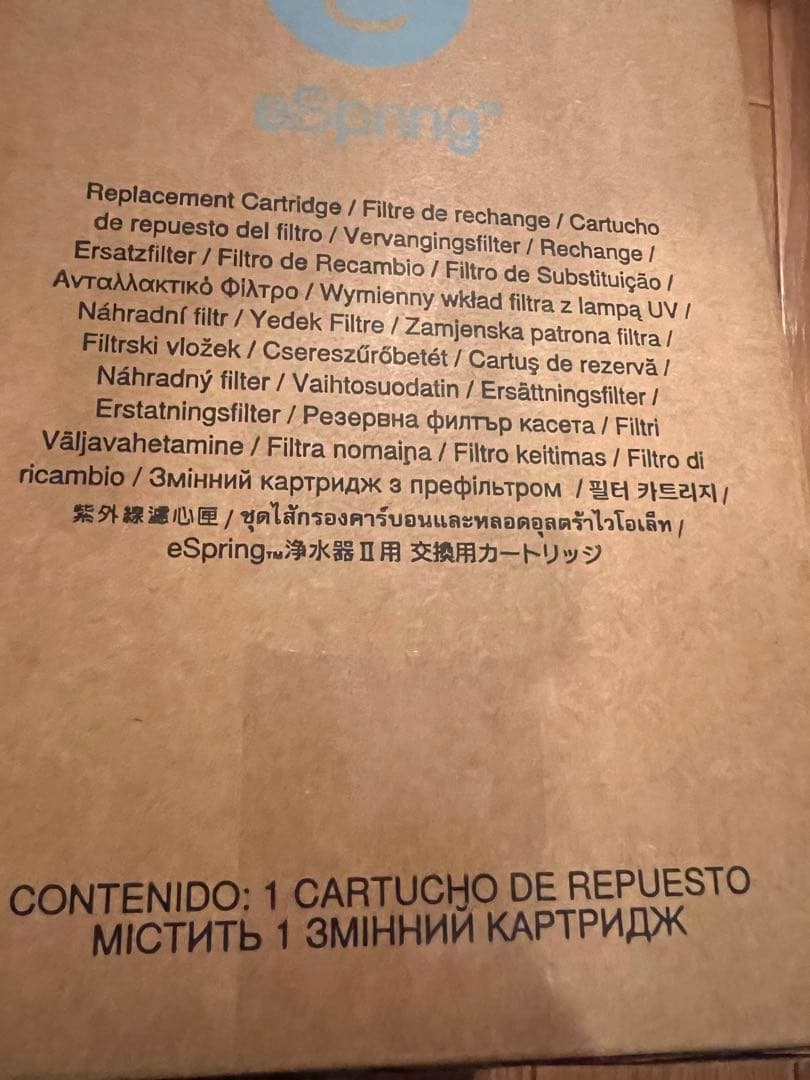 eSpring™
Replacement Cartridge / Filtre de rechange / Cartucho
de repuesto del filtro / Vervangingsfilter / Rechange /
Ersatzfilter / Filtro de Recambio / Filtro de Substituição /
Ανταλλακτικό Φίλτρο / Wymienny wkład filtra z lampą UV /
Náhradní filtr / Yedek Filtre / Zamjenska patrona filtra /
Filtrski vložek / Csereszűrőbetét / Cartuş de rezervă /
Náhradný filter / Vaihtosuodatin / Ersättningsfilter /
Erstatningsfilter / Резервна филтър касета / Filtri
Väljavahetamine / Filtra nomaiņa / Filtro keitimas / Filtro di
ricambio / Змінний картридж з префільтром / 필터 카트리지 /
紫外線濾心匣 / ชุดไส้กรองคาร์บอนและหลอดอุลตร้าไวโอเล็ท /
eSpring™浄水器Ⅱ用 交換用カートリッジ
CONTENIDO: 1 CARTUCHO DE REPUESTO
МІСТИТЬ 1 ЗМІННИЙ КАРТРИДЖ